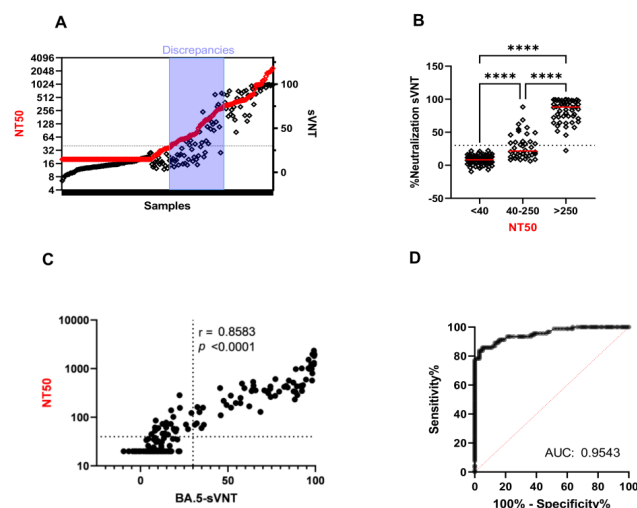 A
Discrepancies
4096
2048
1024
512
256
128
64
32
16
8
4
NT50
100
50
0
sVNT
Samples
B
****
**** ****
150
100
50
0
-50
%Neutralization sVNT
<40 40-250 >250
NT50
C
r = 0.8583
p <0.0001
10000
1000
100
10
NT50
0 50 100
BA.5-sVNT
D
100
80
60
40
20
0
Sensitivity%
AUC: 0.9543
0 20 40 60 80 100
100% - Specificity%